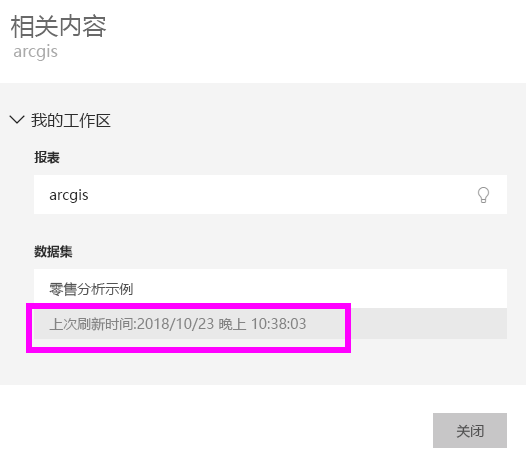 相关内容
arcgis
我的工作区
报表
arcgis
数据集
零售分析示例
上次刷新时间:2018/10/23 晚上 10:38:03
关闭